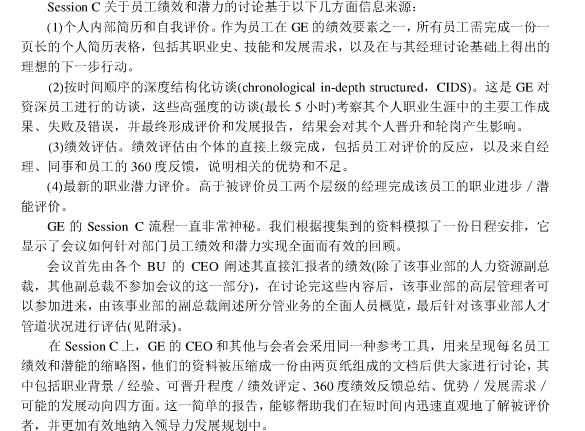 Session C 关于员工绩效和潜力的讨论基于以下几方面信息来源：
(1)个人内部简历和自我评价。作为员工在 GE 的绩效要素之一，所有员工需完成一份一
页长的个人简历表格，包括其职业史、技能和发展需求，以及在与其经理讨论基础上得出的
理想的下一步行动。
(2)按时间顺序的深度结构化访谈(chronological in-depth structured，CIDS)。这是 GE 对
资深员工进行的访谈，这些高强度的访谈(最长 5 小时)考察其个人职业生涯中的主要工作成
果、失败及错误，并最终形成评价和发展报告，结果会对其个人晋升和轮岗产生影响。
(3)绩效评估。绩效评估由个体的直接上级完成，包括员工对评价的反应，以及来自经
理、同事和员工的 360 度反馈，说明相关的优势和不足。
(4)最新的职业潜力评价。高于被评价员工两个层级的经理完成该员工的职业进步／潜
能评价。
GE 的 Session C 流程一直非常神秘。我们根据搜集到的资料模拟了一份日程安排，它
显示了会议如何针对部门员工绩效和潜力实现全面而有效的回顾。
会议首先由各个 BU 的 CEO 阐述其直接汇报者的绩效(除了该事业部的人力资源副总
裁，其他副总裁不参加会议的这一部分)，在讨论完这些内容后，该事业部的高层管理者可
以参加进来，由该事业部的副总裁阐述所分管业务的全面人员概览，最后针对该事业部人才
管道状况进行评估(见附录)。
在 Session C 上，GE 的 CEO 和其他与会者会采用同一种参考工具，用来呈现每名员工
绩效和潜能的缩略图，他们的资料被压缩成一份由两页纸组成的文档后供大家进行讨论，其
中包括职业背景／经验、可晋升程度／绩效评定、360 度绩效反馈总结、优势／发展需求／
可能的发展动向四方面。这一简单的报告，能够帮助我们在短时间内迅速直观地了解被评价
者，并更加有效地纳入领导力发展规划中。